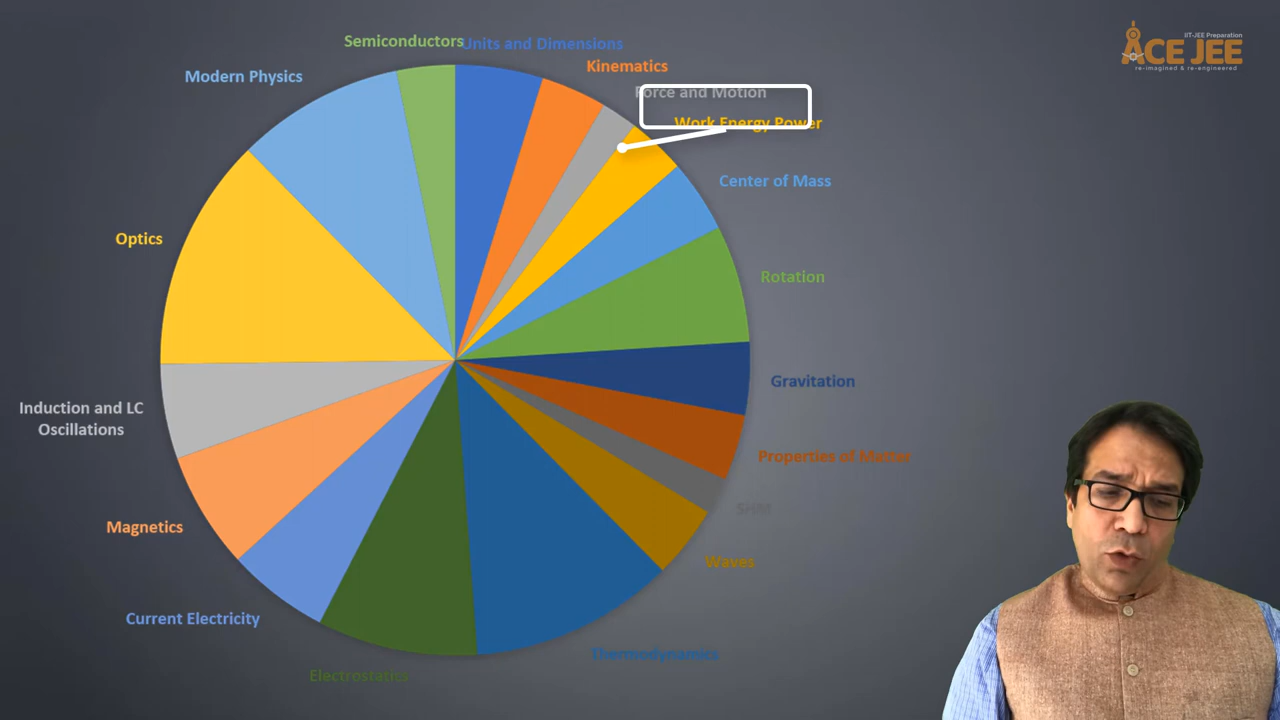 Semiconductors
Units and Dimensions
Kinematics
Force and Motion
Work Energy Power
Center of Mass
Rotation
Gravitation
Properties of Matter
SHM
Waves
Thermodynamics
Electrostatics
Current Electricity
Magnetics
Induction and LC
Oscillations
Optics
Modern Physics
IIT-JEE Preparation
ACE JEE
re-imagined & re-engineered